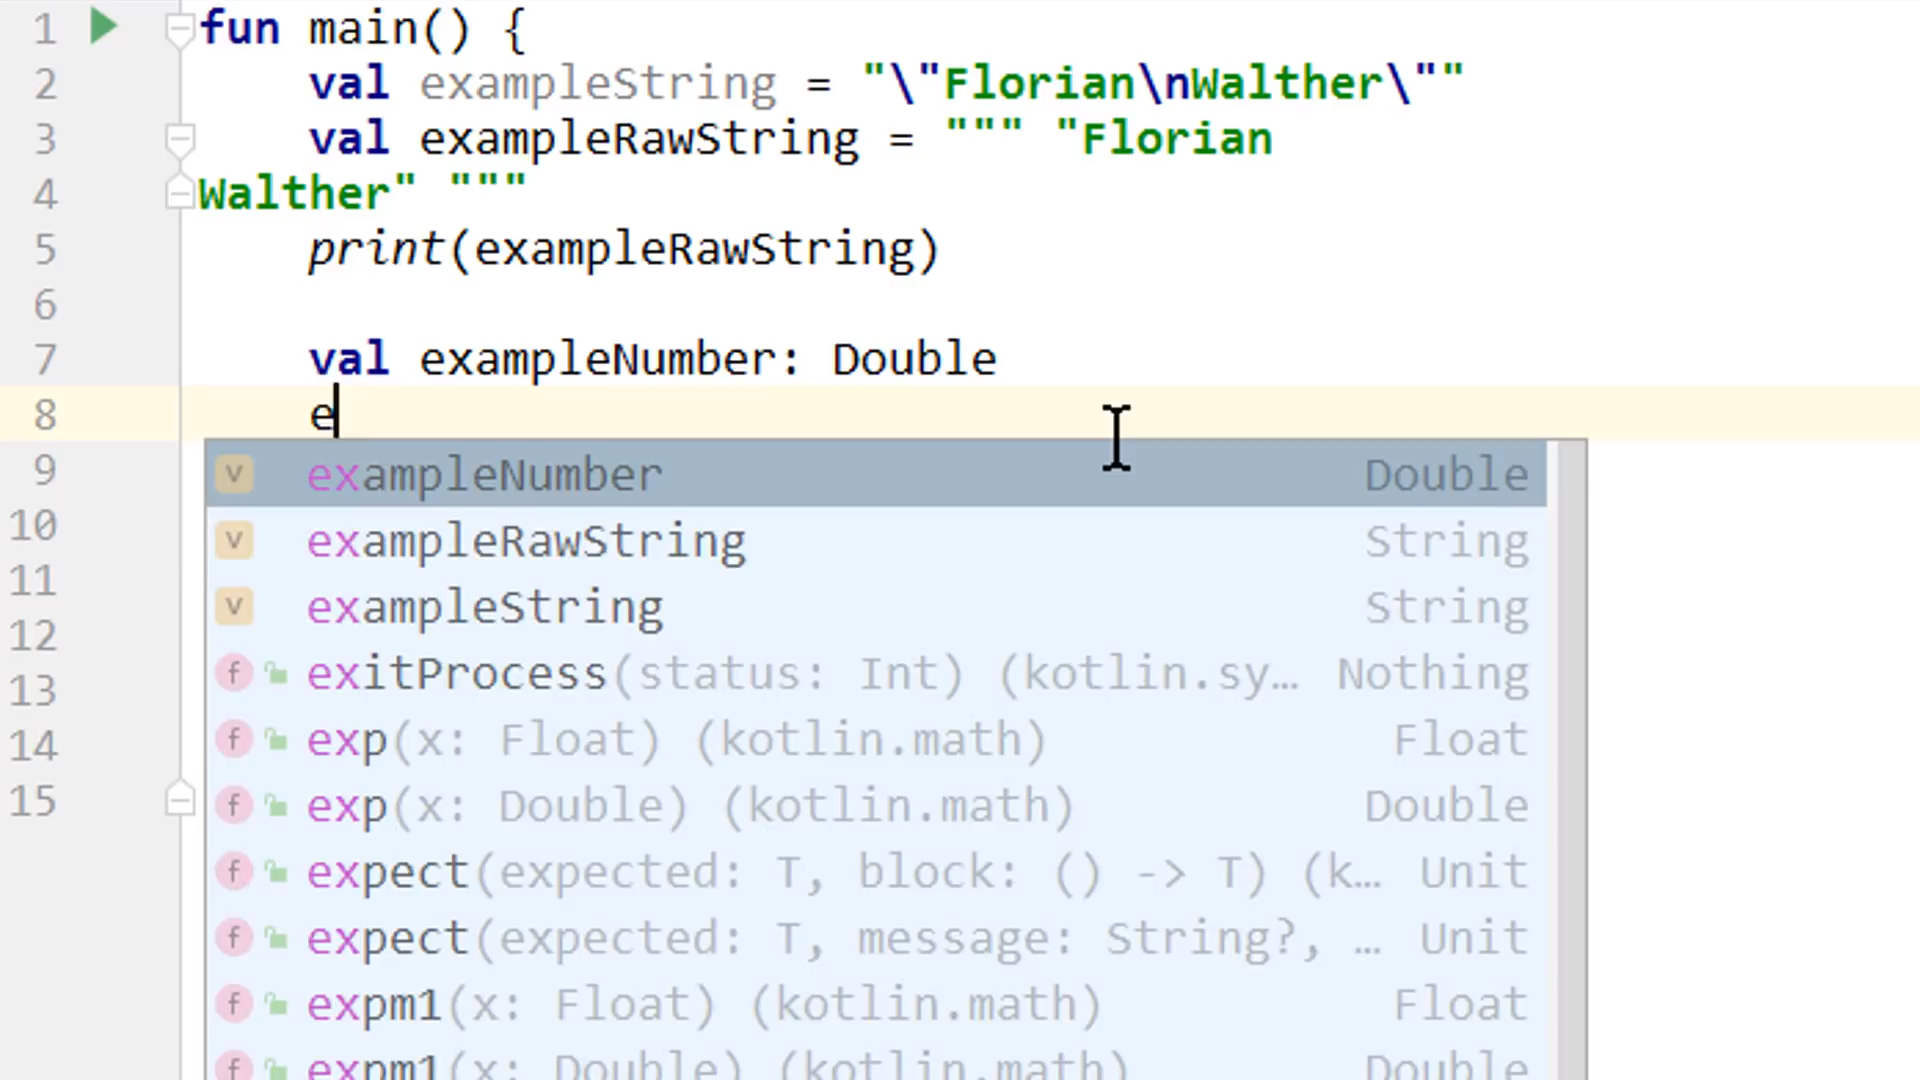 1 fun main() {
2 val exampleString = "\"Florian\nWalther\""
3 val exampleRawString = """ "Florian
4 Walther" """
5 print(exampleRawString)
6
7 val exampleNumber: Double
8 e
9 v exampleNumber Double
10 v exampleRawString String
11
12 v exampleString String
13 f exitProcess(status: Int) (kotlin.sy… Nothing
14 f exp(x: Float) (kotlin.math) Float
15 f exp(x: Double) (kotlin.math) Double
f expect(expected: T, block: () -> T) (k… Unit
f expect(expected: T, message: String?, … Unit
f expm1(x: Float) (kotlin.math) Float
f expm1(x: Double) (kotlin.math) Double